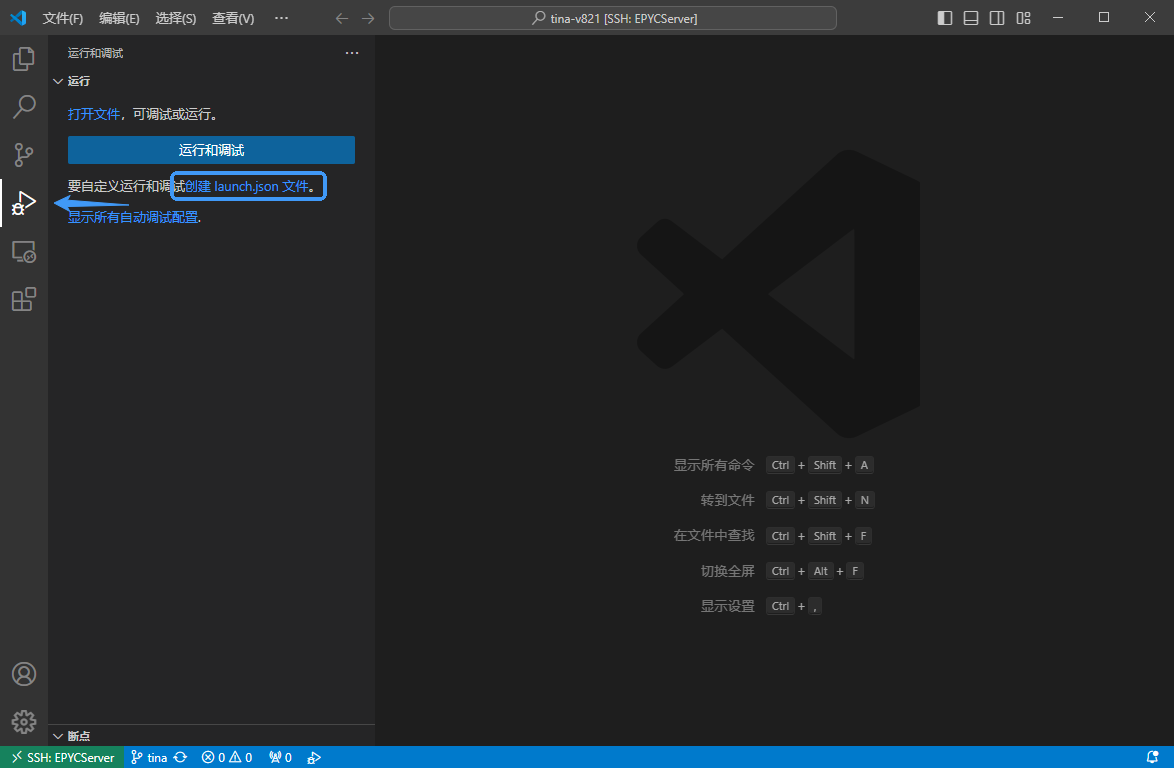 文件(F) 编辑(E) 选择(S) 查看(V) ··· tina-v821 [SSH: EPYCServer]
运行和调试 ···
运行
打开文件，可调试或运行。
运行和调试
要自定义运行和调试创建 launch.json 文件。
显示所有自动调试配置.
显示所有命令 Ctrl + Shift + A
转到文件 Ctrl + Shift + N
在文件中查找 Ctrl + Shift + F
切换全屏 Ctrl + Alt + F
显示设置 Ctrl + ,
断点
SSH: EPYCServer tina 0 0 0